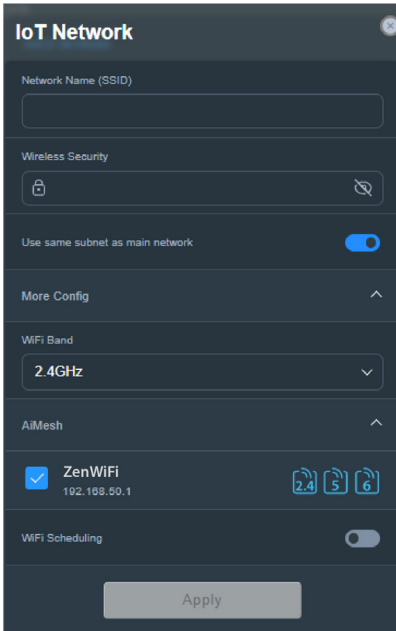 IoT Network
Network Name (SSID)
Wireless Security
Use same subnet as main network
More Config
WiFi Band
2.4GHz
AiMesh
ZenWiFi
2.4 5 6
192.168.50.1
WiFi Scheduling
Apply